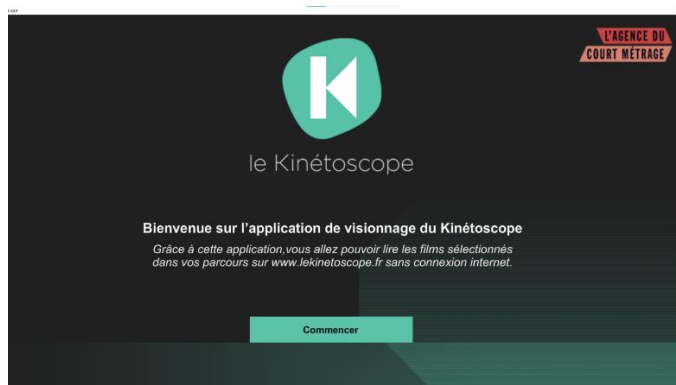 L'AGENCE DU
COURT MÉTRAGE
K
le Kinétoscope
Bienvenue sur l'application de visionnage du Kinétoscope
Grâce à cette application,vous allez pouvoir lire les films sélectionnés
dans vos parcours sur www.lekinetoscope.fr sans connexion internet.
Commencer